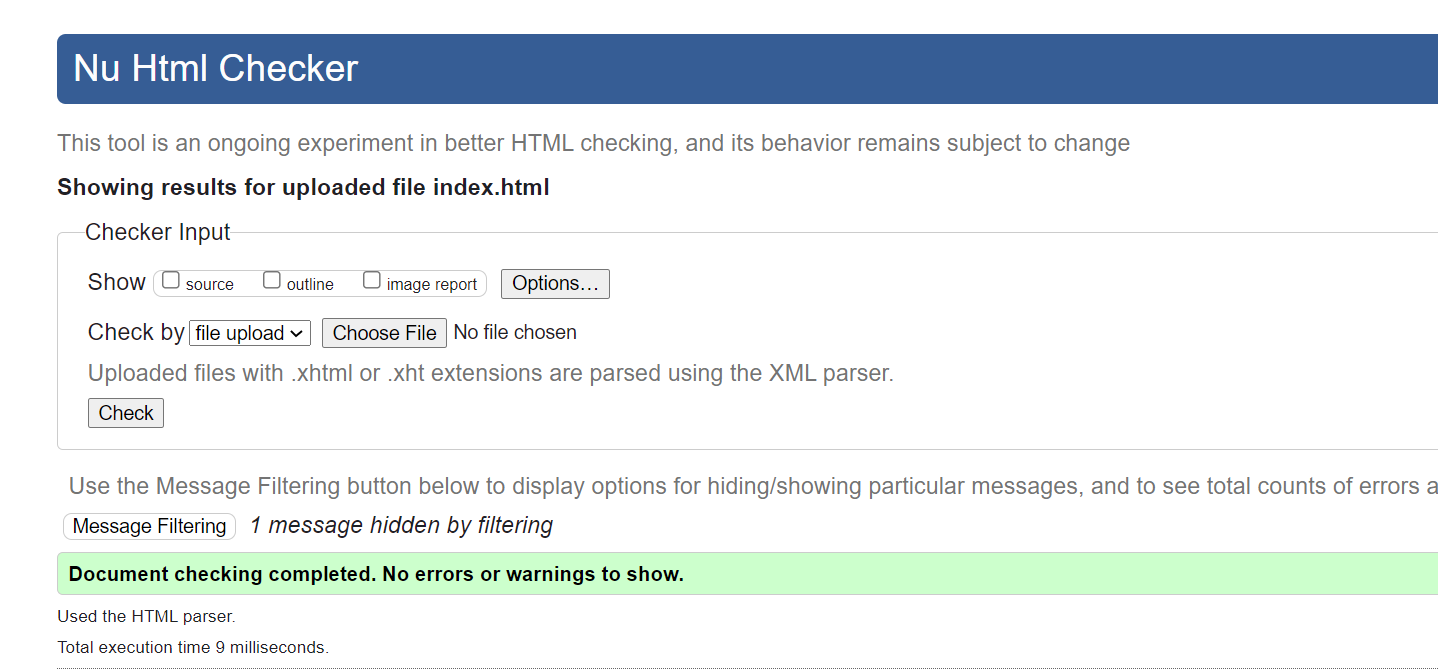 Nu Html Checker
This tool is an ongoing experiment in better HTML checking, and its behavior remains subject to change
Showing results for uploaded file index.html
Checker Input
Show source outline image report Options...
Check by file upload Choose File No file chosen
Uploaded files with .xhtml or .xht extensions are parsed using the XML parser.
Check
Use the Message Filtering button below to display options for hiding/showing particular messages, and to see total counts of errors a
Message Filtering 1 message hidden by filtering
Document checking completed. No errors or warnings to show.
Used the HTML parser.
Total execution time 9 milliseconds.